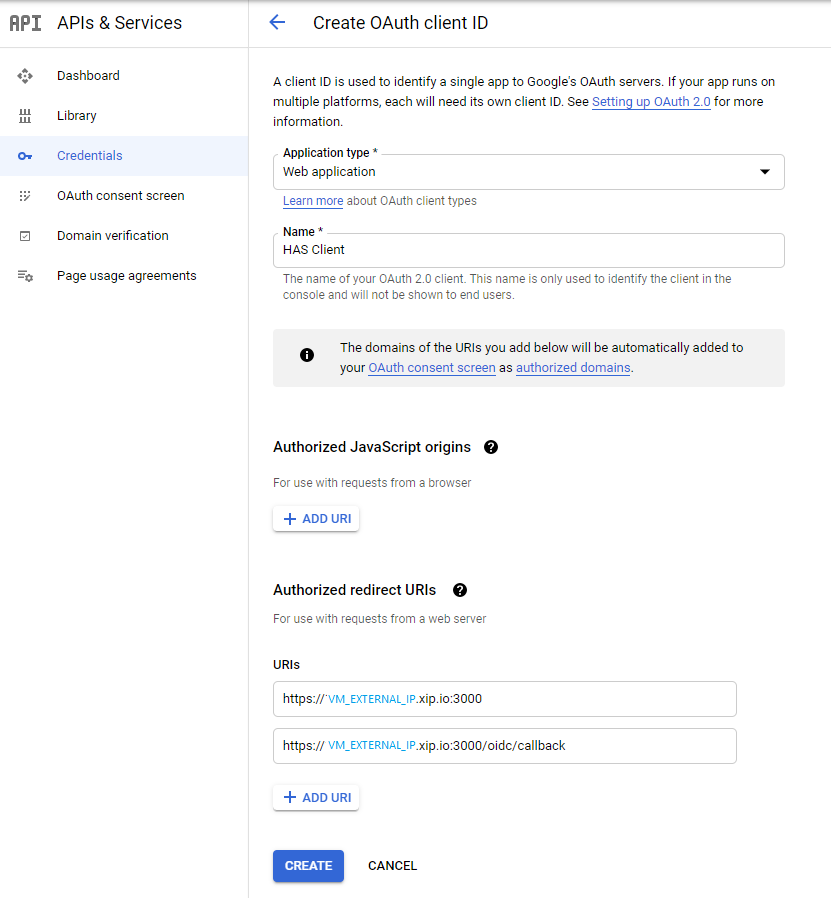 API APIs & Services
Create OAuth client ID
Dashboard
Library
Credentials
OAuth consent screen
Domain verification
Page usage agreements
A client ID is used to identify a single app to Google's OAuth servers. If your app runs on
multiple platforms, each will need its own client ID. See Setting up OAuth 2.0 for more
information.
Application type *
Web application
Learn more about OAuth client types
Name *
HAS Client
The name of your OAuth 2.0 client. This name is only used to identify the client in the
console and will not be shown to end users.
The domains of the URIs you add below will be automatically added to
your OAuth consent screen as authorized domains.
Authorized JavaScript origins
For use with requests from a browser
+ ADD URI
Authorized redirect URIs
For use with requests from a web server
URIs
https://VM_EXTERNAL_IP.xip.io:3000
https:// VM_EXTERNAL_IP.xip.io:3000/oidc/callback
+ ADD URI
CREATE CANCEL